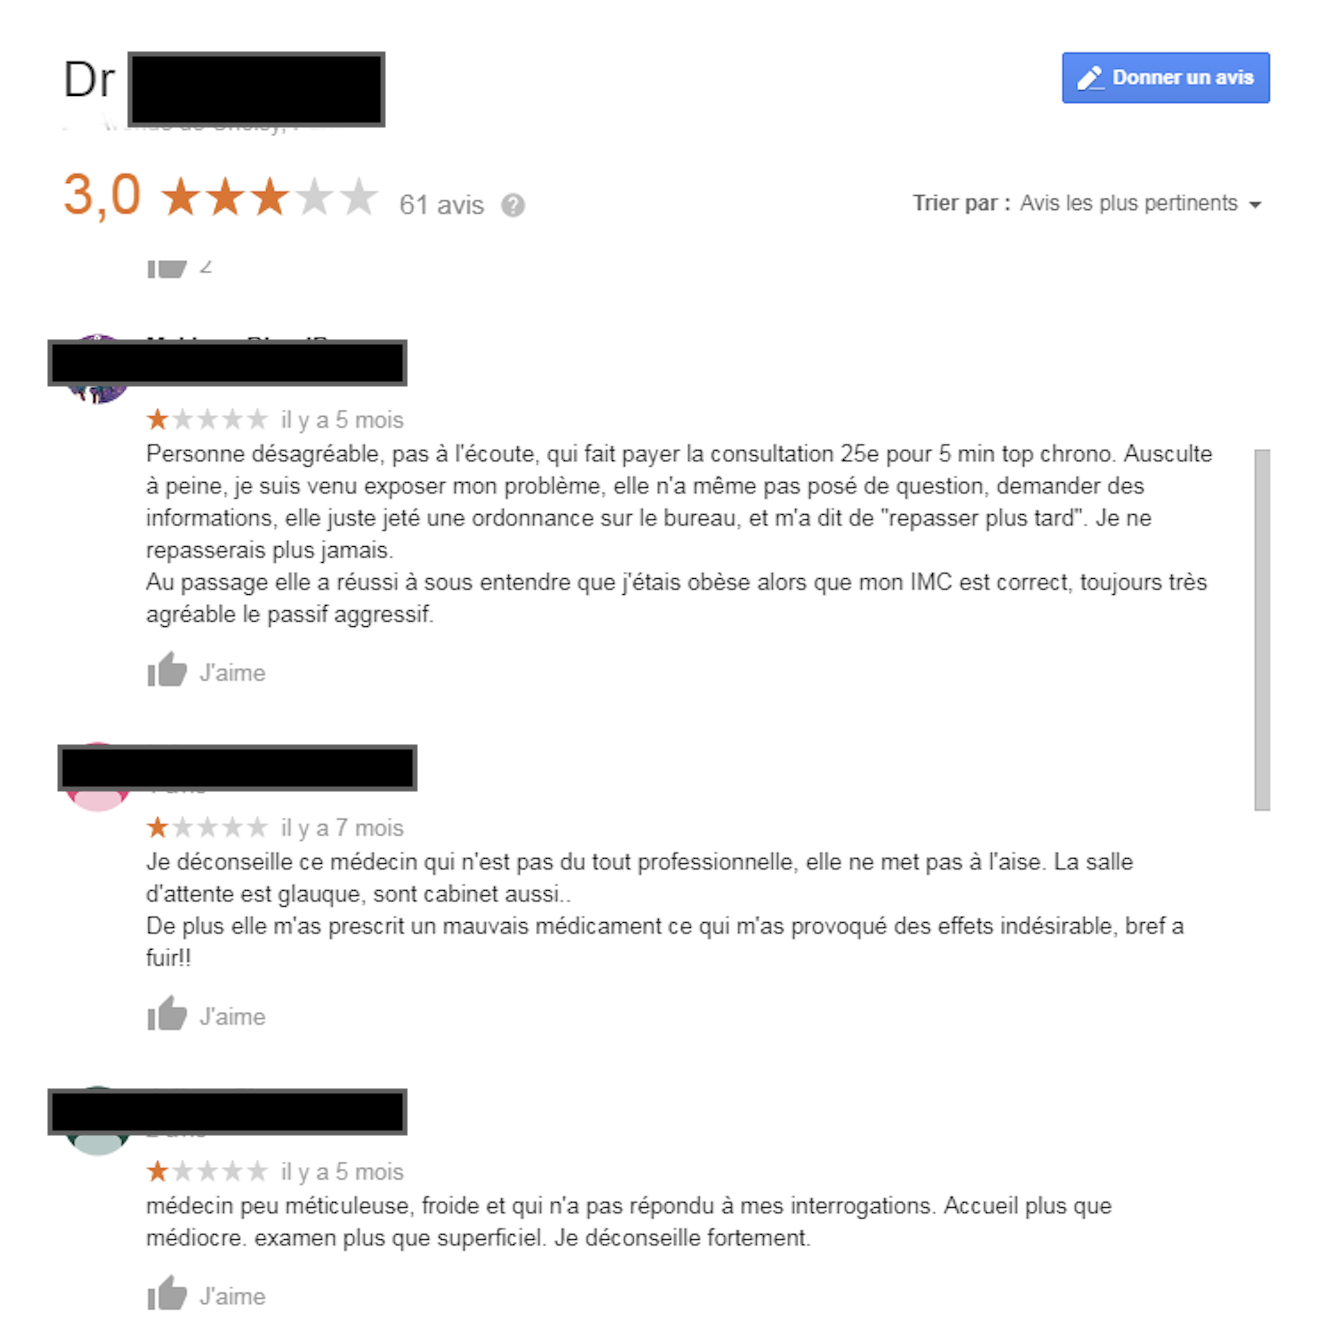 Dr
Donner un avis
3,0 61 avis ?
Trier par : Avis les plus pertinents
2
il y a 5 mois
Personne désagréable, pas à l'écoute, qui fait payer la consultation 25e pour 5 min top chrono. Ausculte
à peine, je suis venu exposer mon problème, elle n'a même pas posé de question, demander des
informations, elle juste jeté une ordonnance sur le bureau, et m'a dit de "repasser plus tard". Je ne
repasserais plus jamais.
Au passage elle a réussi à sous entendre que j'étais obèse alors que mon IMC est correct, toujours très
agréable le passif aggressif.
J'aime
il y a 7 mois
Je déconseille ce médecin qui n'est pas du tout professionnelle, elle ne met pas à l'aise. La salle
d'attente est glauque, sont cabinet aussi..
De plus elle m'as prescrit un mauvais médicament ce qui m'as provoqué des effets indésirable, bref a
fuir!!
J'aime
il y a 5 mois
médecin peu méticuleuse, froide et qui n'a pas répondu à mes interrogations. Accueil plus que
médiocre. examen plus que superficiel. Je déconseille fortement.
J'aime